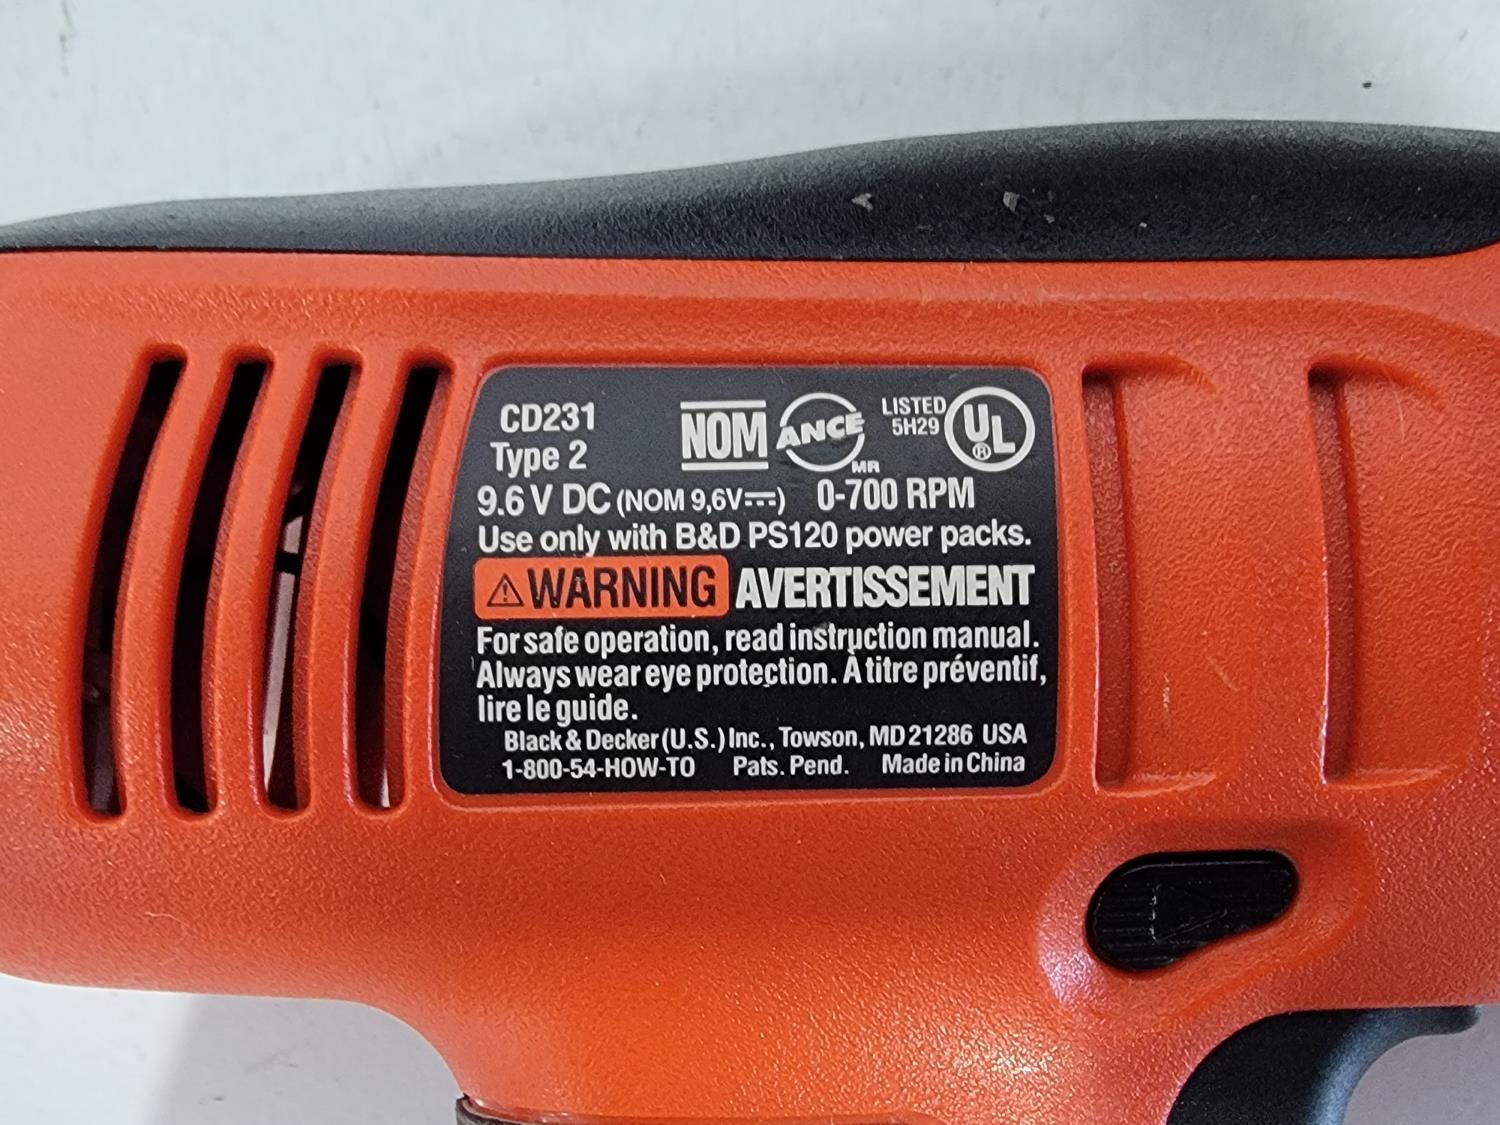 CD231
Type 2
NOM ANCE MR LISTED 5H29 UL ®
9.6 V DC (NOM 9,6V⎓) 0-700 RPM
Use only with B&D PS120 power packs.
⚠WARNING AVERTISSEMENT
For safe operation, read instruction manual.
Always wear eye protection. À titre préventif,
lire le guide.
Black & Decker (U.S.) Inc., Towson, MD 21286 USA
1-800-54-HOW-TO Pats. Pend. Made in China